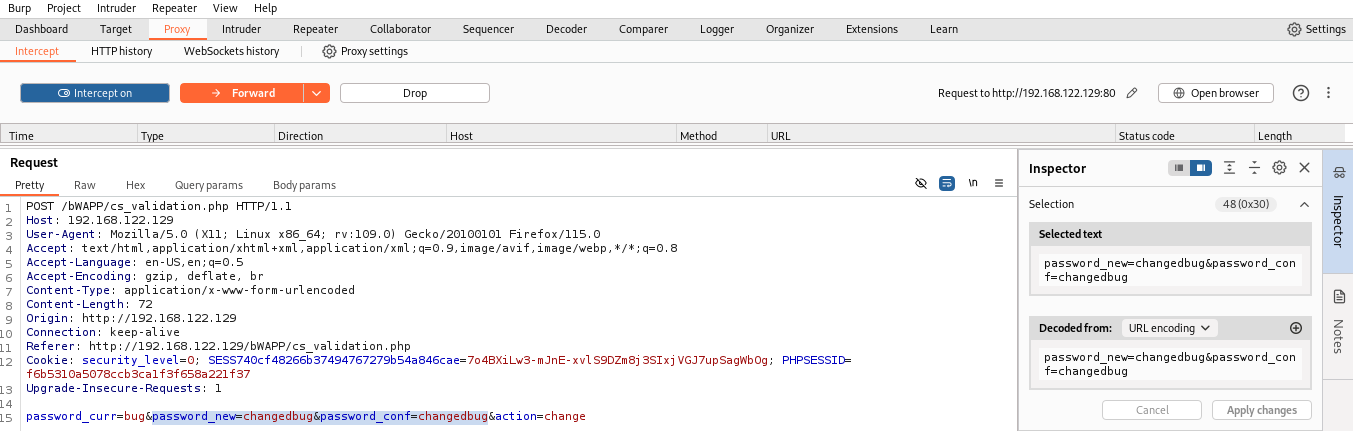 Burp Project Intruder Repeater View Help
Dashboard Target Proxy Intruder Repeater Collaborator Sequencer Decoder Comparer Logger Organizer Extensions Learn Settings
Intercept HTTP history WebSockets history Proxy settings
Intercept on Forward Drop Request to http://192.168.122.129:80 Open browser
Time Type Direction Host Method URL Status code Length
Request
Pretty Raw Hex Query params Body params \n
1 POST /bWAPP/cs_validation.php HTTP/1.1
2 Host: 192.168.122.129
3 User-Agent: Mozilla/5.0 (X11; Linux x86_64; rv:109.0) Gecko/20100101 Firefox/115.0
4 Accept: text/html,application/xhtml+xml,application/xml;q=0.9,image/avif,image/webp,*/*;q=0.8
5 Accept-Language: en-US,en;q=0.5
6 Accept-Encoding: gzip, deflate, br
7 Content-Type: application/x-www-form-urlencoded
8 Content-Length: 72
9 Origin: http://192.168.122.129
10 Connection: keep-alive
11 Referer: http://192.168.122.129/bWAPP/cs_validation.php
12 Cookie: security_level=0; SESS740cf48266b37494767279b54a846cae=7o4BXiLw3-mJnE-xvlS9DZm8j3SIxjVGJ7upSagWbOg; PHPSESSID=
f6b5310a5078ccb3ca1f3f658a221f37
13 Upgrade-Insecure-Requests: 1
14
15 password_curr=bug&password_new=changedbug&password_conf=changedbug&action=change
Inspector
Selection 48 (0x30)
Selected text
password_new=changedbug&password_con
f=changedbug
Decoded from: URL encoding
password_new=changedbug&password_con
f=changedbug
Cancel Apply changes
Inspector
Notes